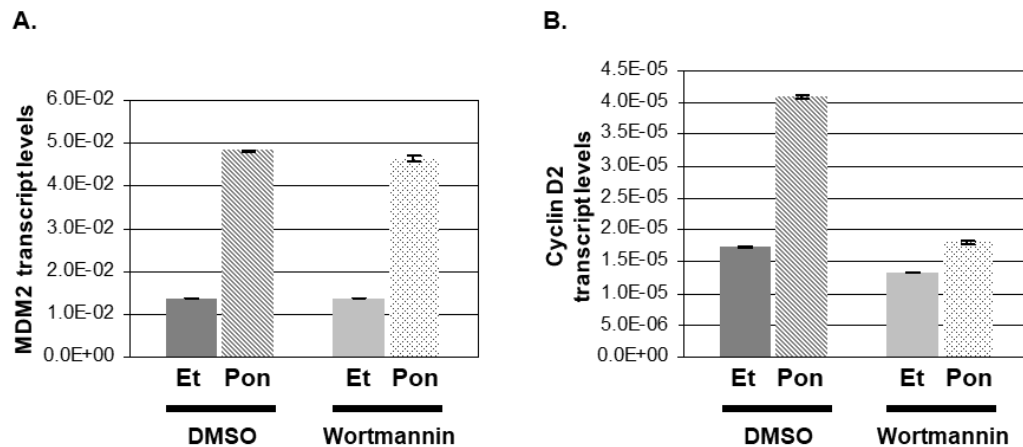 A.
MDM2 transcript levels
6.0E-02
5.0E-02
4.0E-02
3.0E-02
2.0E-02
1.0E-02
0.0E+00
Et Pon Et Pon
DMSO Wortmannin
B.
Cyclin D2
transcript levels
4.5E-05
4.0E-05
3.5E-05
3.0E-05
2.5E-05
2.0E-05
1.5E-05
1.0E-05
5.0E-06
0.0E+00
Et Pon Et Pon
DMSO Wortmannin